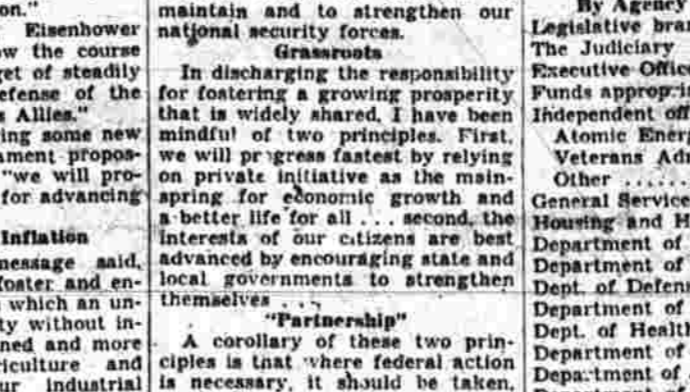 on."
Eisenhower
ow the course
get of steadily
efense of the
s Allies."
ing some new
ament propos-
"we will pro-
for advancing
Inflation
message said,
foster and en-
which an un-
ty without in-
ned and more
riculture and
ur industrial
maintain and to strengthen our
national security forces.
Grassroots
In discharging the responsibility
for fostering a growing prosperity
that is widely shared, I have been
mindful of two principles. First,
we will progress fastest by relying
on private initiative as the main-
spring for economic growth and
a better life for all ... second, the
interests of our citizens are best
advanced by encouraging state and
local governments to strengthen
themselves ...
"Partnership"
A corollary of these two prin-
ciples is that where federal action
is necessary, it should be taken,
By Agency
Legislative bra
The Judiciary
Executive Offic
Funds appropri
Independent off
Atomic Ener
Veterans Ad
Other ......
General Service
Housing and H
Department of
Department of
Dept. of Defen
Department of
Dept. of Health
Department of
Department of